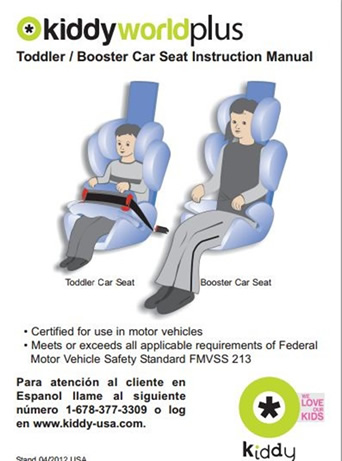 kiddyworldplus
Toddler / Booster Car Seat Instruction Manual
Toddler Car Seat
Booster Car Seat
• Certified for use in motor vehicles
• Meets or exceeds all applicable requirements of Federal
Motor Vehicle Safety Standard FMVSS 213
Para atención al cliente en
Espanol llame al siguiente
número 1-678-377-3309 o log
en www.kiddy-usa.com.
WE
LOVE
OUR
KIDS
kiddy
Stand 04/2012 USA